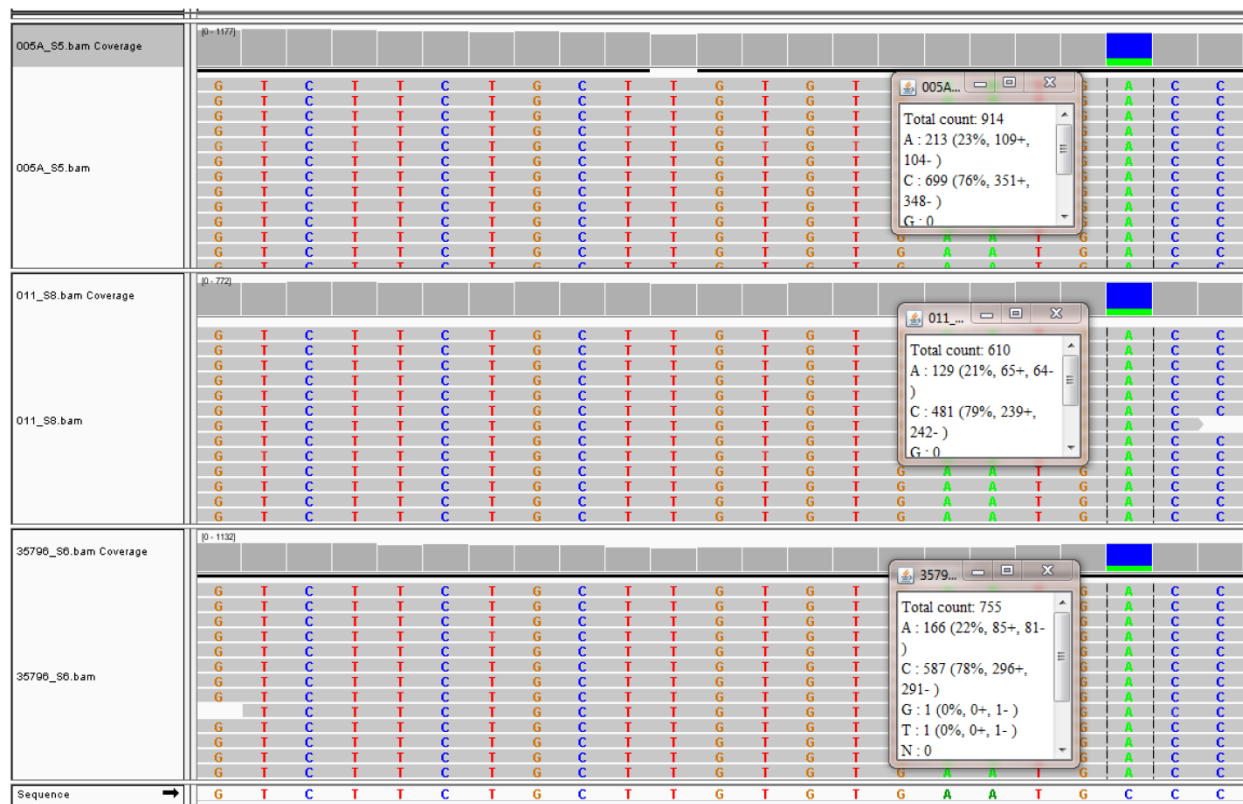 [0 - 1177]
005A_S5.bam Coverage
005A_S5.bam
G T C T T C T G C T T G T G T G A C C
G T C T T C T G C T T G T G T G A C C
G T C T T C T G C T T G T G T G A C C
G T C T T C T G C T T G T G T G A C C
G T C T T C T G C T T G T G T G A C C
G T C T T C T G C T T G T G T G A C C
G T C T T C T G C T T G T G T G A C C
G T C T T C T G C T T G T G T G A C C
G T C T T C T G C T T G T G T G A C C
G T C T T C T G C T T G T G T G A C C
G T C T T C T G C T T G T G T G A A T G A C C
G T C T T C T G C T T G T G T G A A T G A C C
G T C T T C T G C T T G T G T G A A T G A C C
005A...
Total count: 914
A : 213 (23%, 109+,
104- )
C : 699 (76%, 351+,
348- )
G : 0
[0 - 772]
011_S8.bam Coverage
011_S8.bam
G T C T T C T G C T T G T G T A C C
G T C T T C T G C T T G T G T A C C
G T C T T C T G C T T G T G T A C C
G T C T T C T G C T T G T G T A C C
G T C T T C T G C T T G T G T A C C
G T C T T C T G C T T G T G T A C C
G T C T T C T G C T T G T G T A C
G T C T T C T G C T T G T G T A C C
G T C T T C T G C T T G T G T A C C
G T C T T C T G C T T G T G T G A A T G A C C
G T C T T C T G C T T G T G T G A A T G A C C
G T C T T C T G C T T G T G T G A A T G A C C
G T C T T C T G C T T G T G T G A A T G A C C
011_...
Total count: 610
A : 129 (21%, 65+, 64-
)
C : 481 (79%, 239+,
242- )
G : 0
[0 - 1132]
35796_S6.bam Coverage
35796_S6.bam
G T C T T C T G C T T G T G T G A C C
G T C T T C T G C T T G T G T G A C C
G T C T T C T G C T T G T G T G A C C
G T C T T C T G C T T G T G T G A C C
G T C T T C T G C T T G T G T G A C C
G T C T T C T G C T T G T G T G A C C
G T C T T C T G C T T G T G T G A C C
G T C T T C T G C T T G T G T G A C C
T C T T C T G C T T G T G T G A C C
G T C T T C T G C T T G T G T G A C C
G T C T T C T G C T T G T G T G A C C
G T C T T C T G C T T G T G T G A C C
G T C T T C T G C T T G T G T G A A T G A C C
3579...
Total count: 755
A : 166 (22%, 85+, 81-
)
C : 587 (78%, 296+,
291- )
G : 1 (0%, 0+, 1- )
T : 1 (0%, 0+, 1- )
N : 0
Sequence
G T C T T C T G C T T G T G T G A A T G C C C